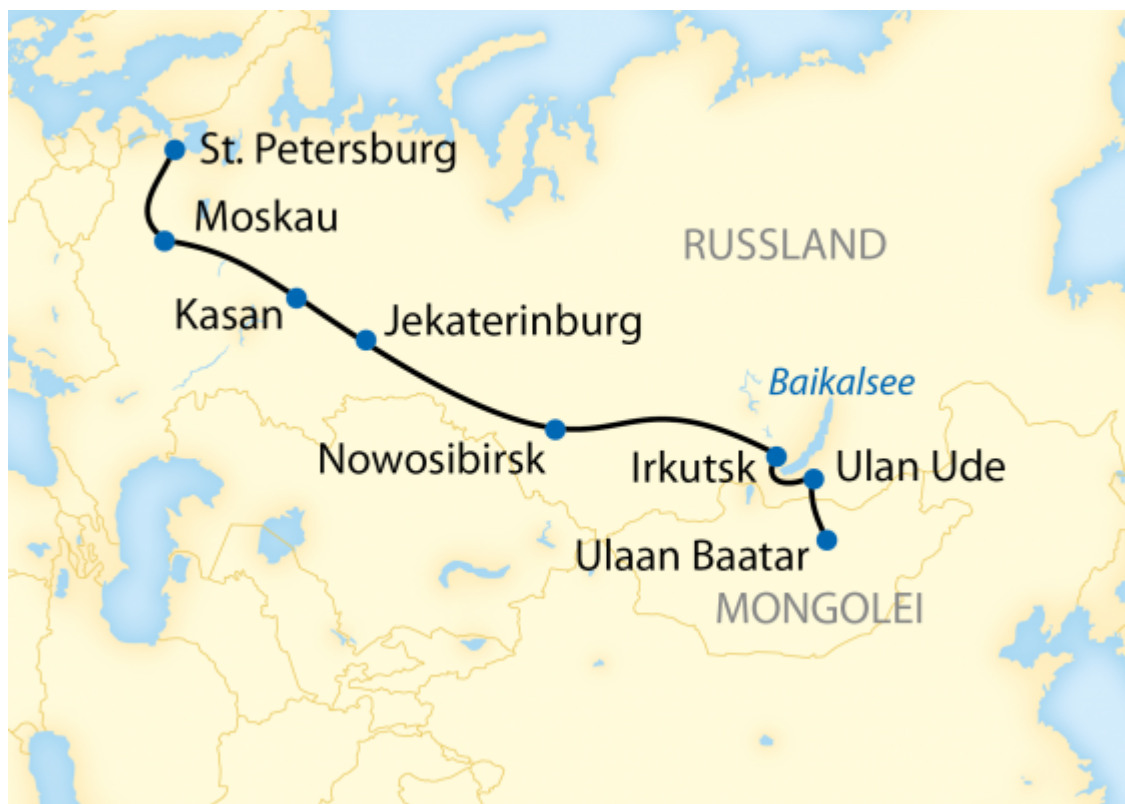 St. Petersburg
Moskau
RUSSLAND
Kasan
Jekaterinburg
Baikalsee
Nowosibirsk
Irkutsk
Ulan Ude
Ulaan Baatar
MONGOLEI